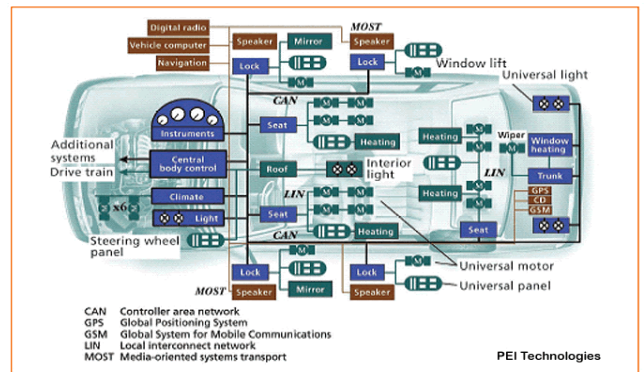 Digital radio
MOST
Vehicle computer
Speaker
Mirror
Speaker
Navigation
Lock
M
Lock
Window lift
M
Universal light
CAN
M M
Instruments
Seat
M M
Additional systems
Drive train
Central body control
Heating
Heating
M
Wiper
M
Window heating
Roof
Interior light
M
LIN
Trunk
Climate
LIN
M M
Heating
GPS
CD
GSM
x6
Light
Seat
M M
Steering wheel panel
CAN
Heating
Seat
M
Lock
Lock
M
Universal motor
MOST
Speaker
Mirror
Speaker
Universal panel
CAN Controller area network
GPS Global Positioning System
GSM Global System for Mobile Communications
LIN Local interconnect network
MOST Media-oriented systems transport
PEI Technologies